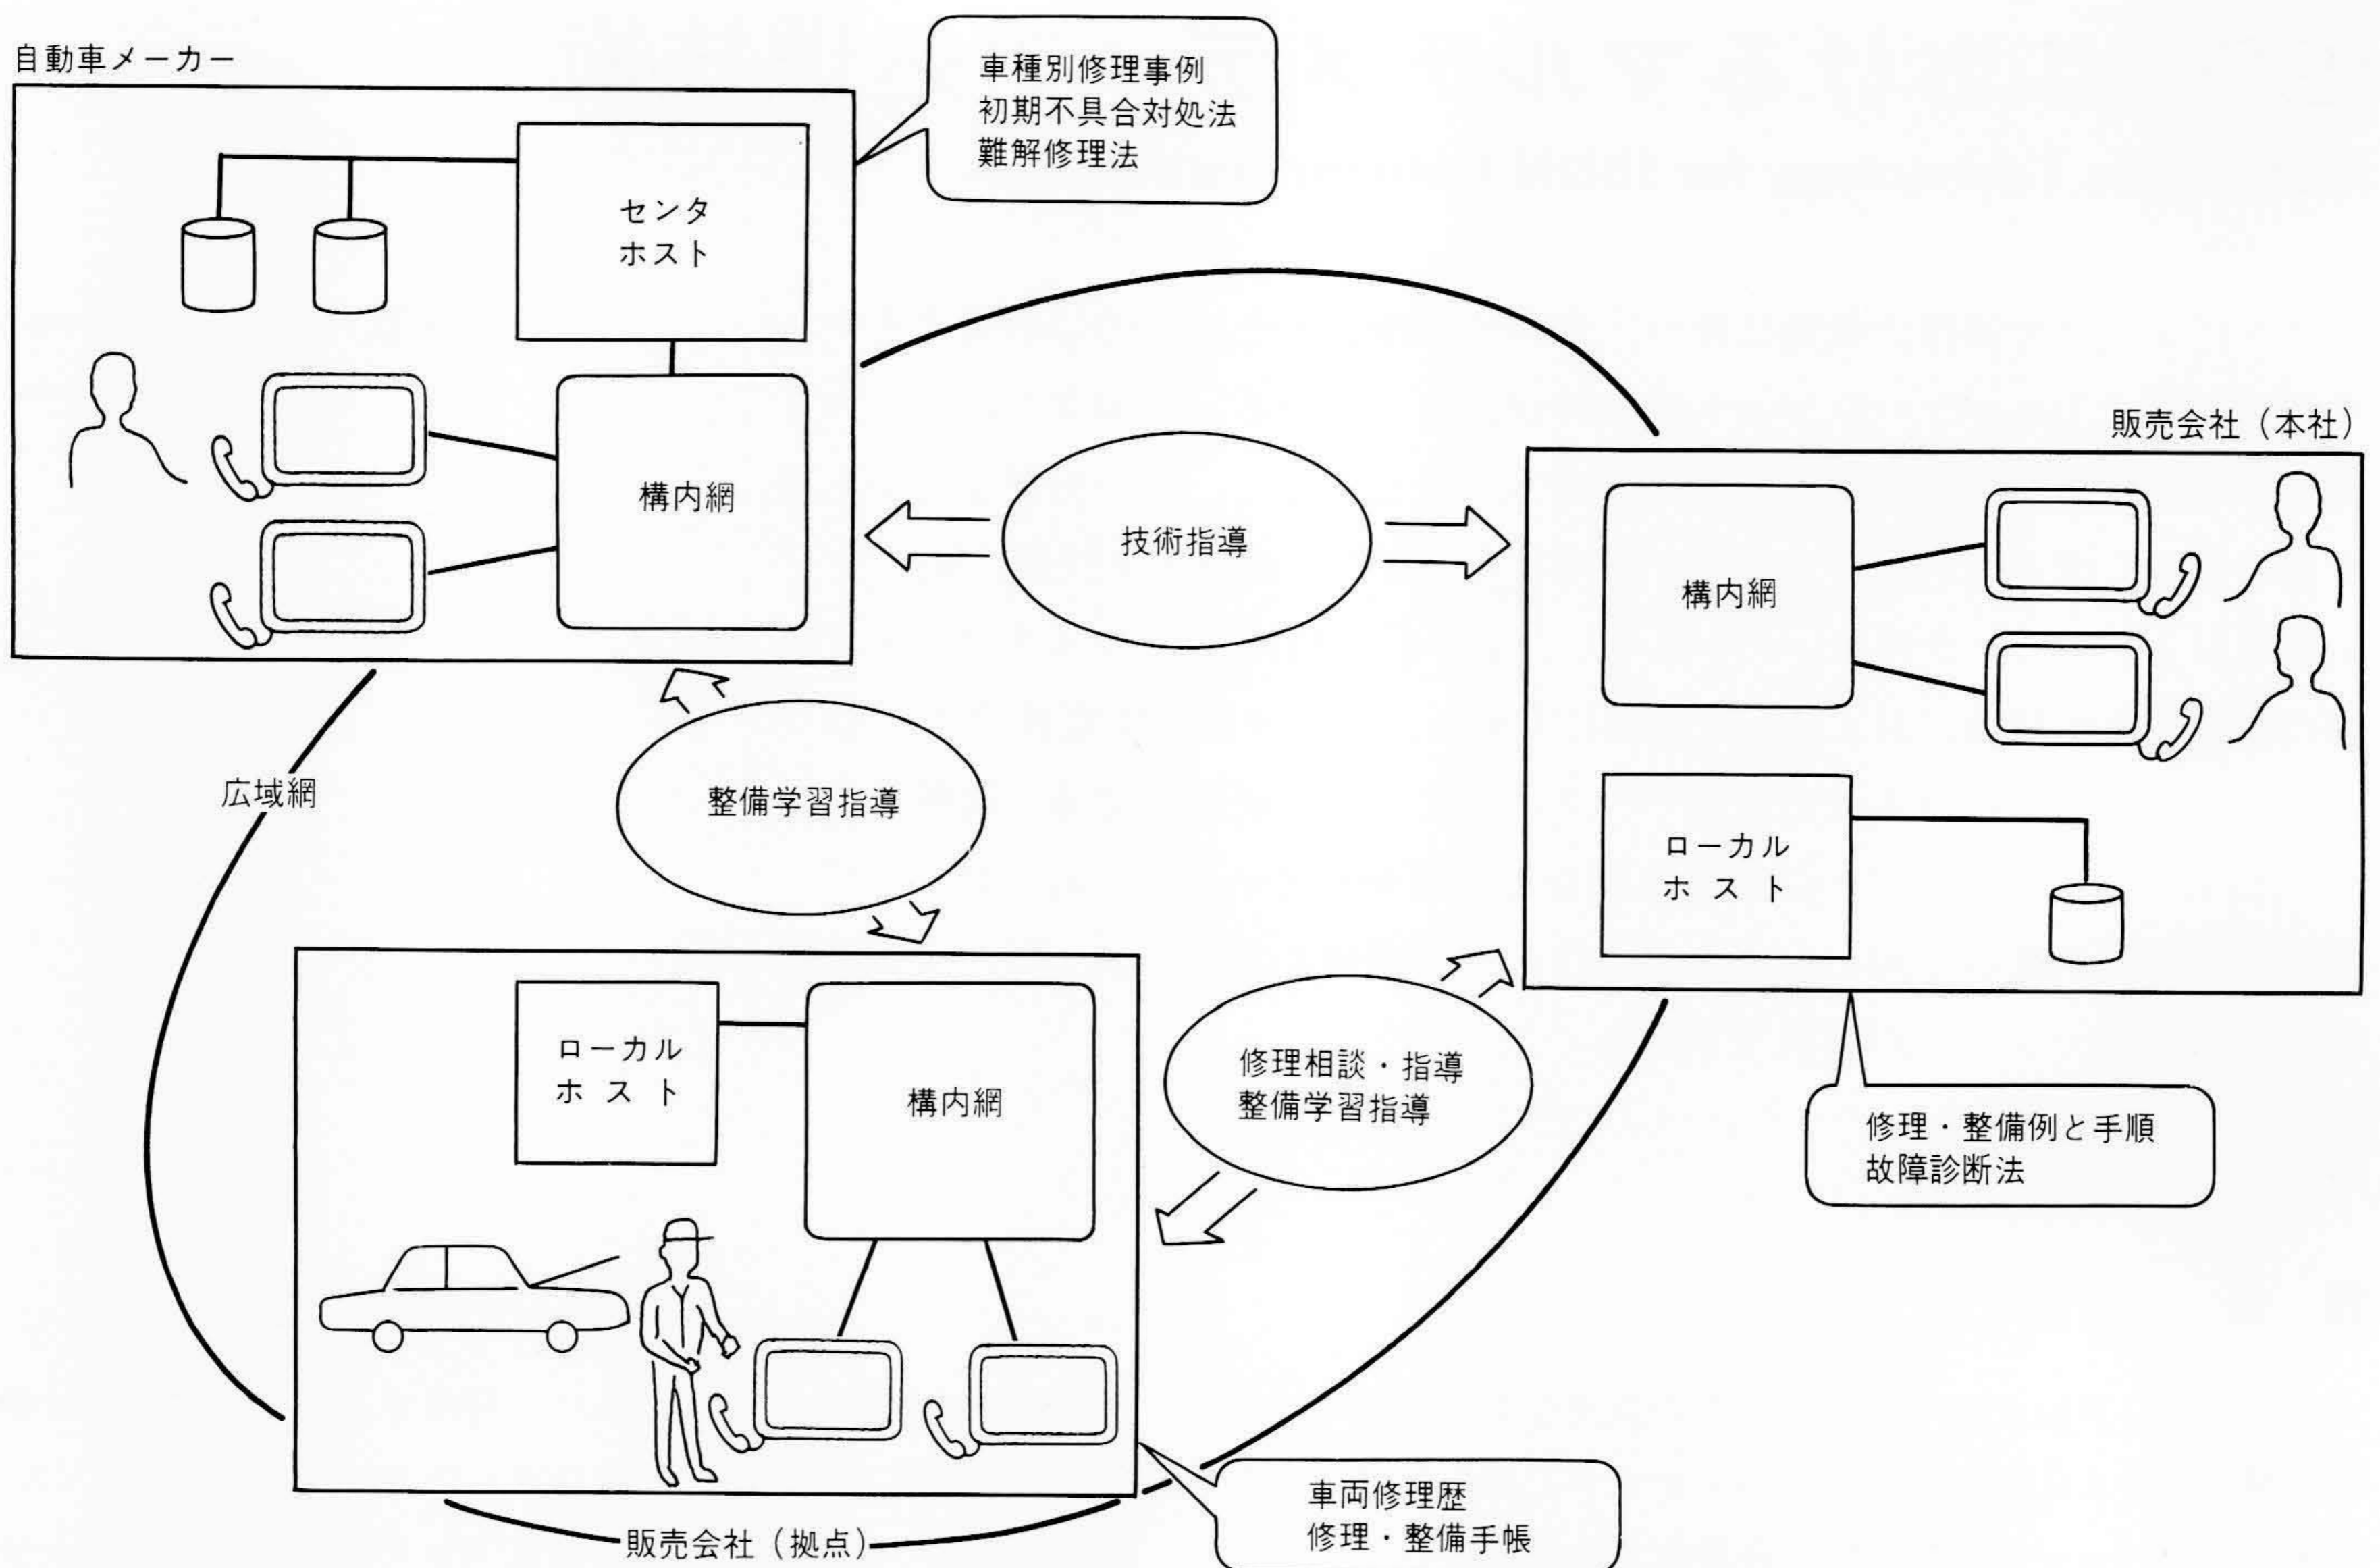 自動車メーカー
車種別修理事例
初期不具合対処法
難解修理法
センタ
ホスト
構内網
技術指導
販売会社（本社）
構内網
ローカル
ホスト
広域網
整備学習指導
ローカル
ホスト
構内網
修理相談・指導
整備学習指導
修理・整備例と手順
故障診断法
車両修理歴
修理・整備手帳
販売会社（拠点）